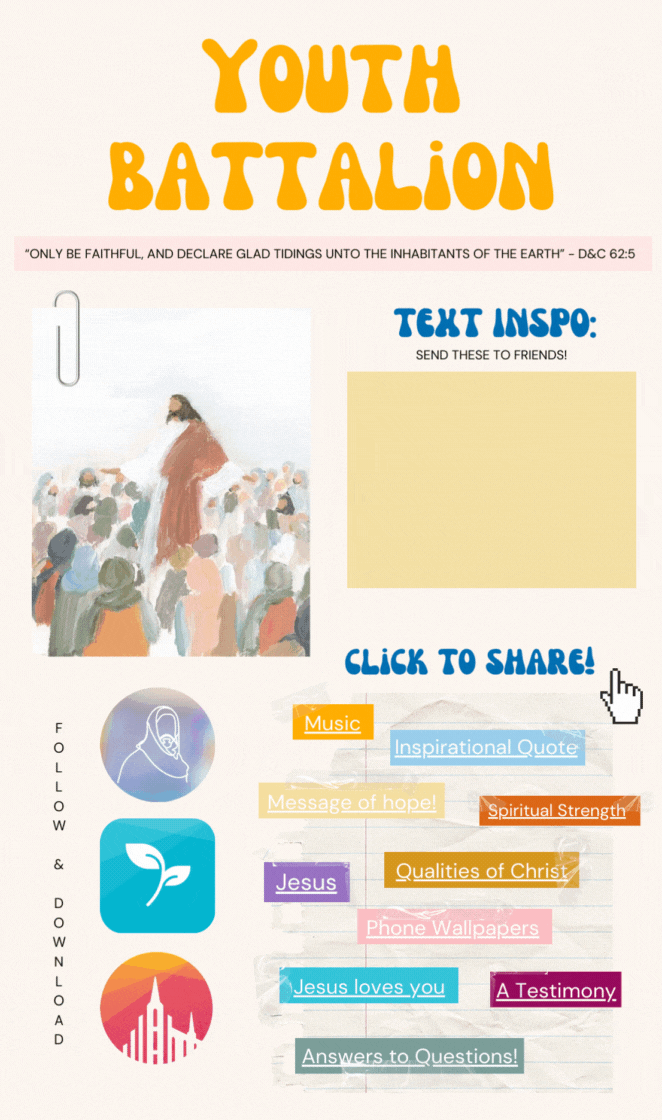 YOUTH
BATTALiON
“ONLY BE FAITHFUL, AND DECLARE GLAD TIDINGS UNTO THE INHABITANTS OF THE EARTH” - D&C 62:5
TEXT INSPO:
SEND THESE TO FRIENDS!
CLiCK TO SHARE!
Music
Inspirational Quote
Message of hope!
Spiritual Strength
Jesus
Qualities of Christ
Phone Wallpapers
Jesus loves you
A Testimony
Answers to Questions!
FOLLOW & DOWNLOAD